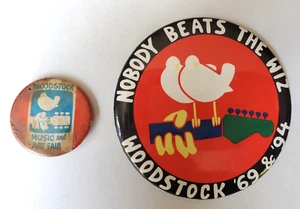 WOODSTOCK
MUSIC and
ART FAIR
NOBODY BEATS THE WIZ
WOODSTOCK '69 & '94